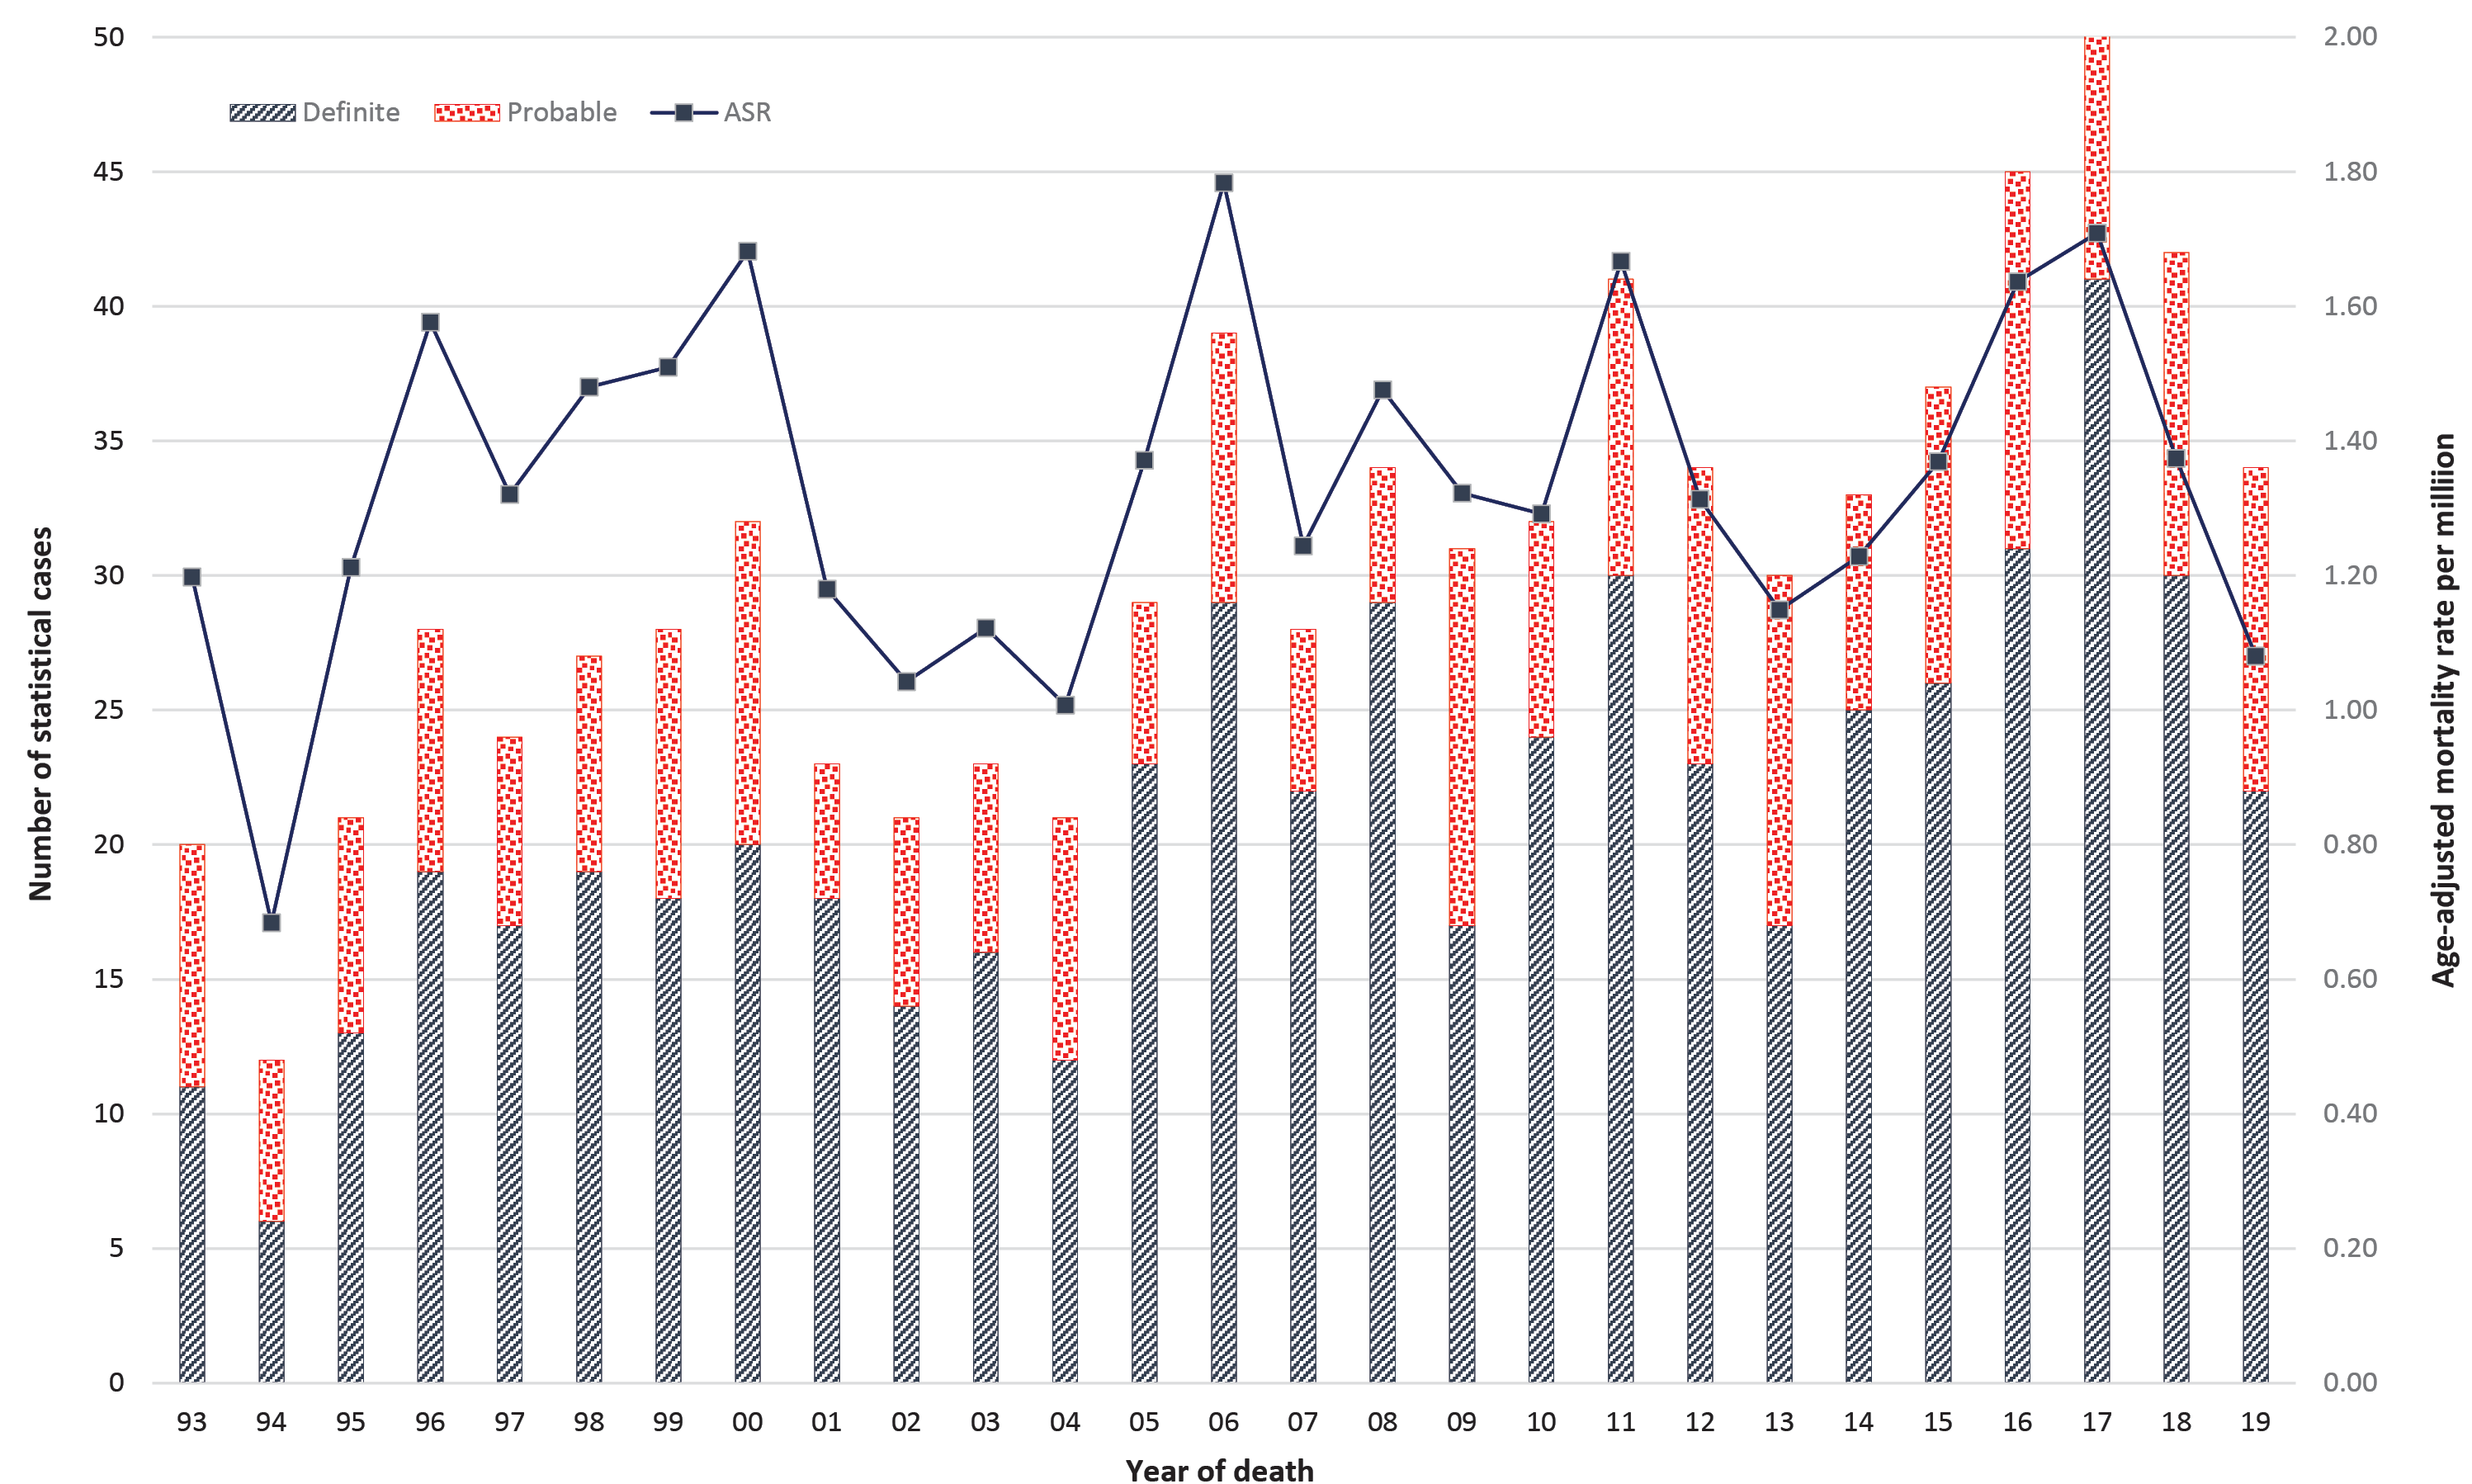 50 2.00
Definite Probable ASR
45 1.80
40 1.60
35 1.40
30 1.20
25 1.00
20 0.80
15 0.60
10 0.40
5 0.20
0 0.00
Number of statistical cases
Age-adjusted mortality rate per million
93 94 95 96 97 98 99 00 01 02 03 04 05 06 07 08 09 10 11 12 13 14 15 16 17 18 19
Year of death